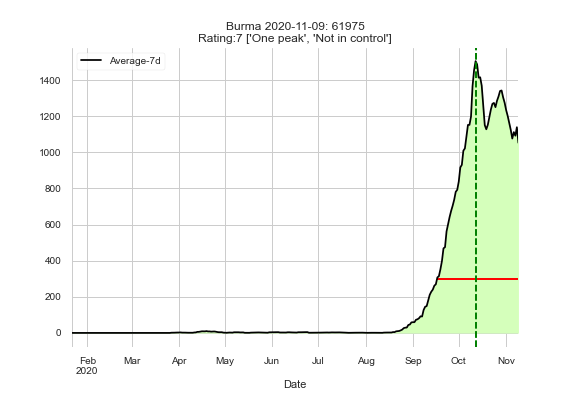 Burma 2020-11-09: 61975
Rating:7 ['One peak', 'Not in control']
Average-7d
1400
1200
1000
800
600
400
200
0
Feb Mar Apr May Jun Jul Aug Sep Oct Nov
2020
Date